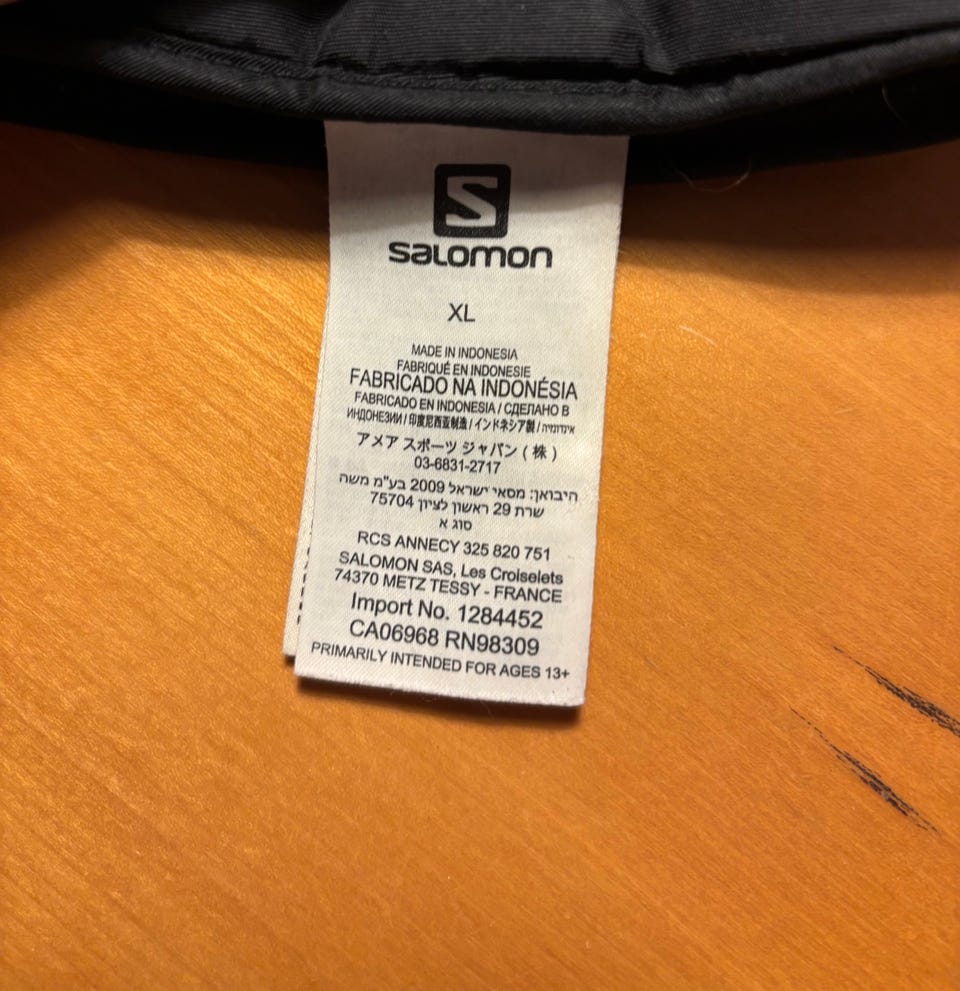 S
SALOMON
XL
MADE IN INDONESIA
FABRIQUÉ EN INDONESIE
FABRICADO NA INDONÉSIA
FABRICADO EN INDONESIA / СДЕЛАНО В
ИНДОНЕЗИИ / 印度尼西亚制造 / インドネシア製 / אינדונזיה
アメア スポーツ ジャパン ( 株 )
03-6831-2717
היבואן: מסאי ישראל 2009 בע"מ משה
שרת 29 ראשון לציון 75704
סוג א
RCS ANNECY 325 820 751
SALOMON SAS, Les Croiselets
74370 METZ TESSY - FRANCE
Import No. 1284452
CA06968 RN98309
PRIMARILY INTENDED FOR AGES 13+